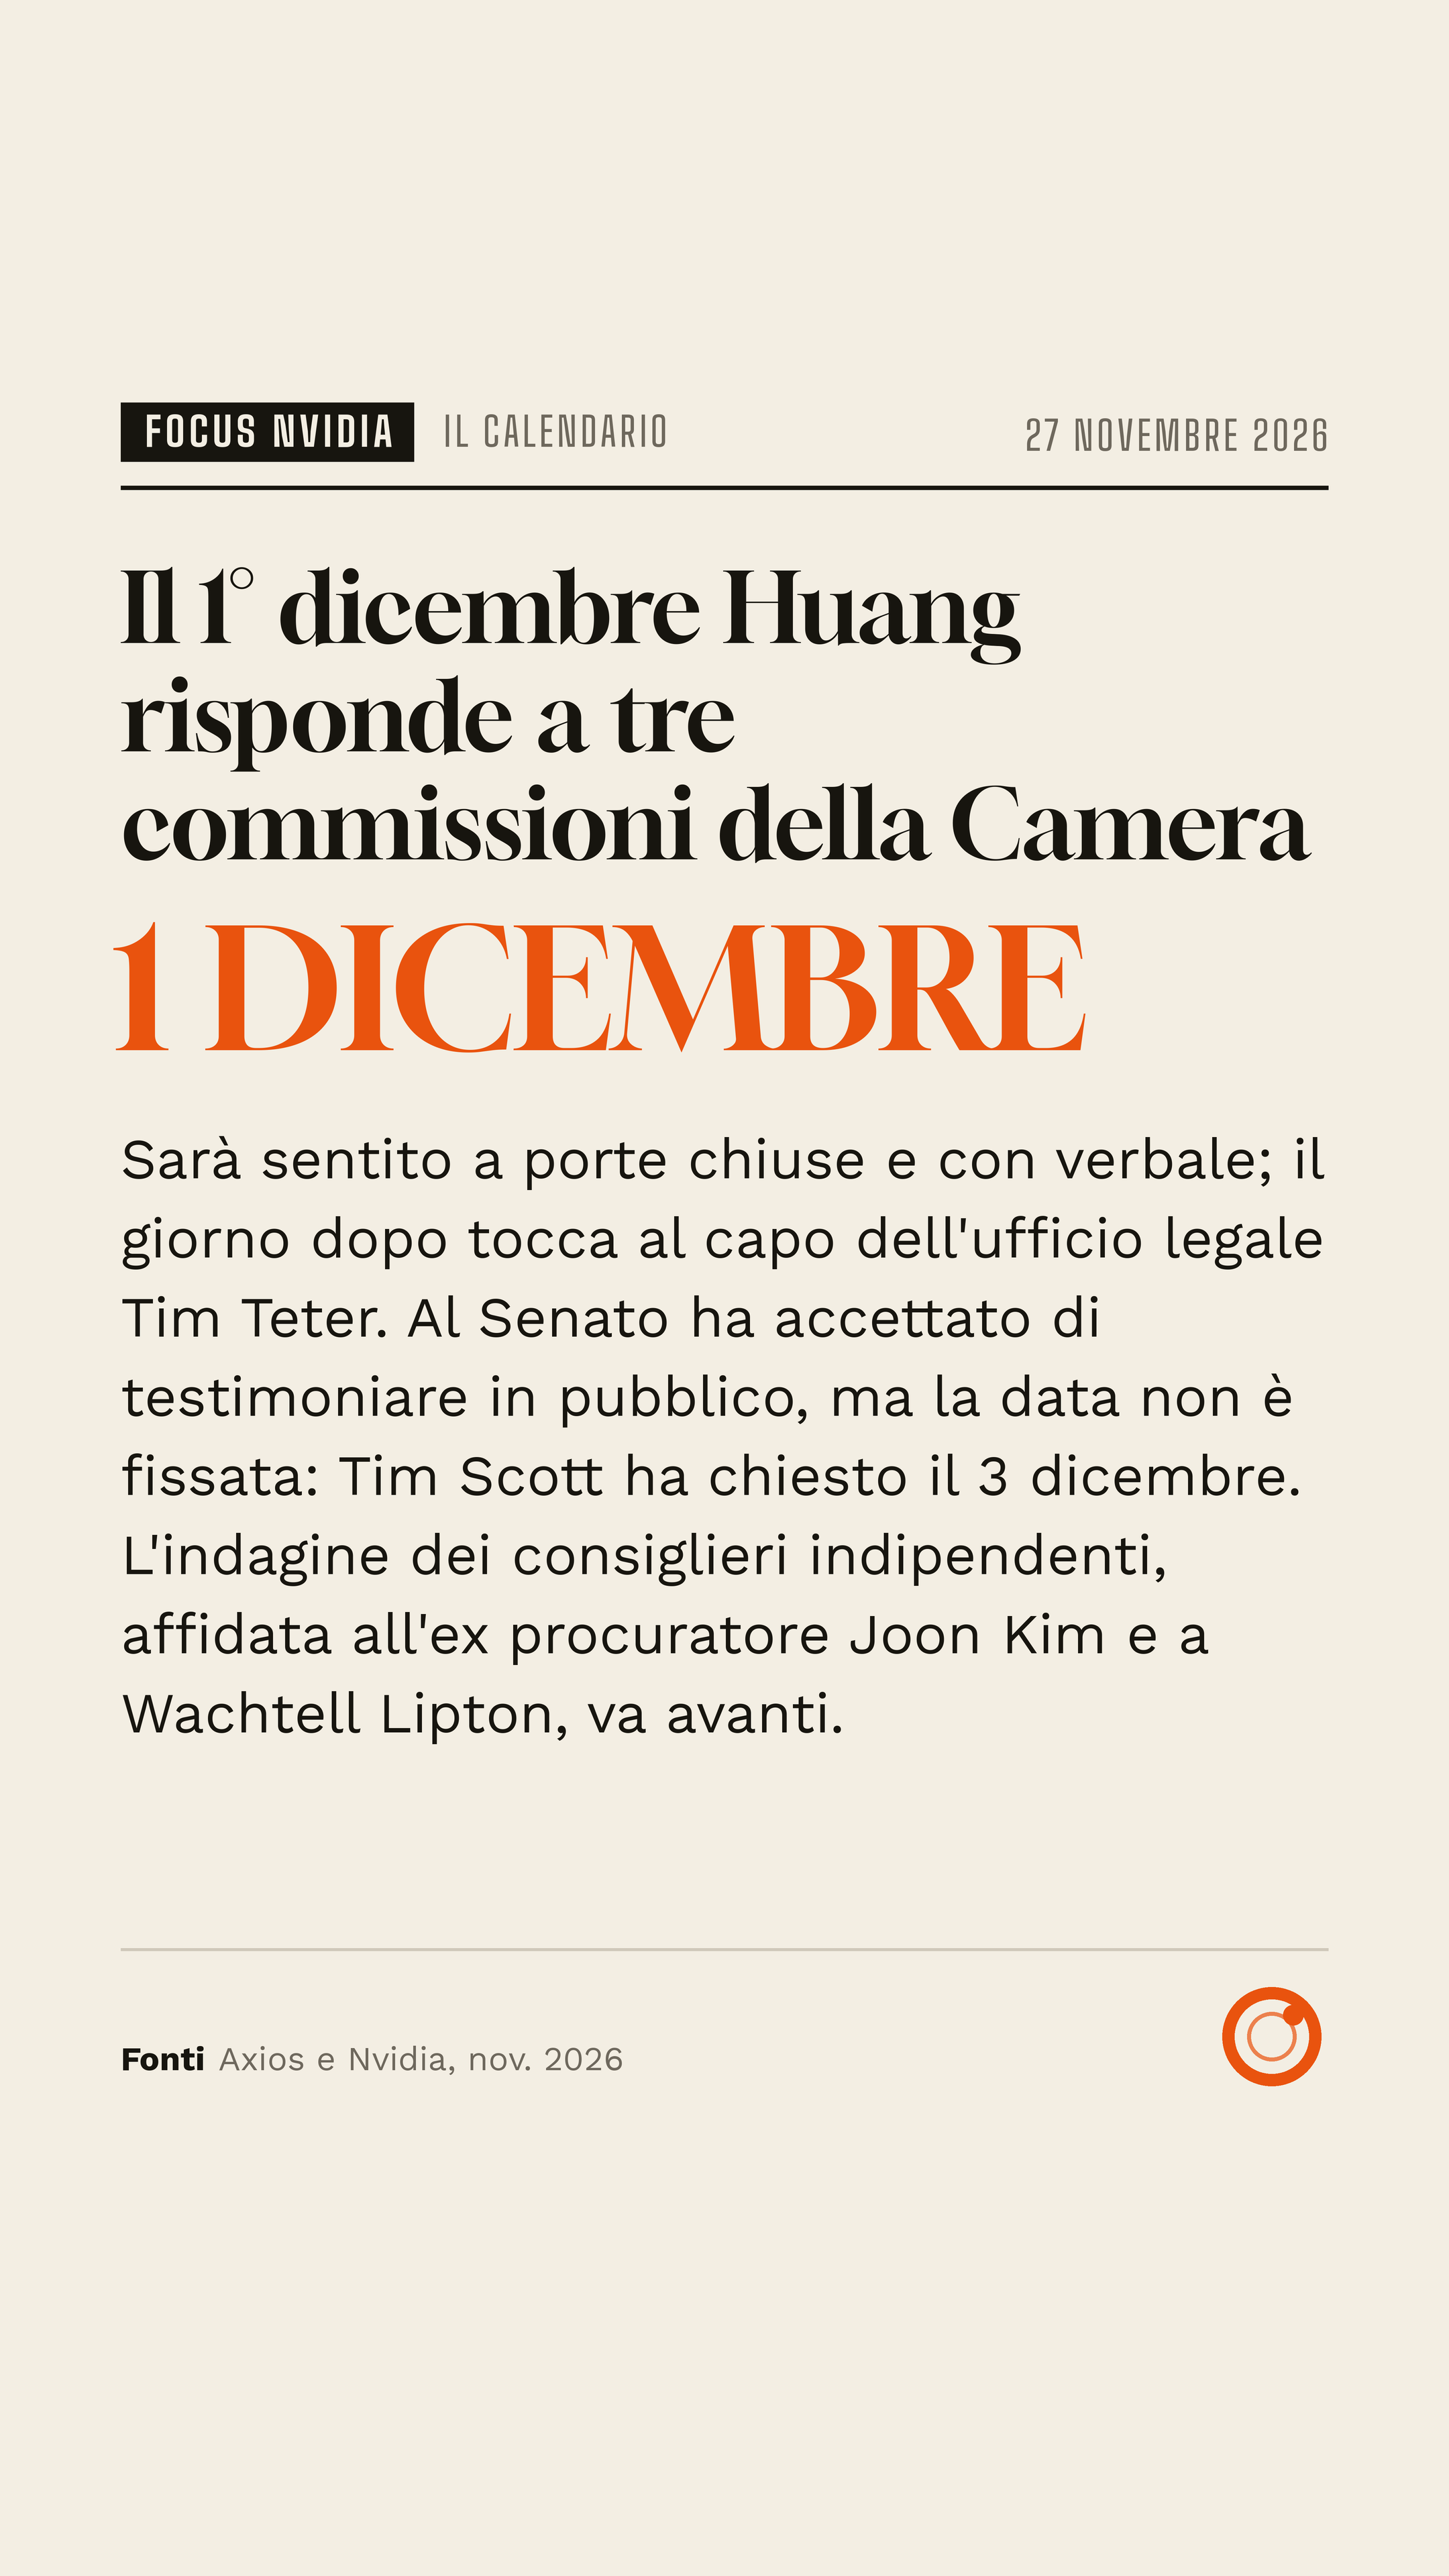 FOCUS NVIDIA IL CALENDARIO 27 NOVEMBRE 2026
Il 1° dicembre Huang
risponde a tre
commissioni della Camera
1 DICEMBRE
Sarà sentito a porte chiuse e con verbale; il
giorno dopo tocca al capo dell'ufficio legale
Tim Teter. Al Senato ha accettato di
testimoniare in pubblico, ma la data non è
fissata: Tim Scott ha chiesto il 3 dicembre.
L'indagine dei consiglieri indipendenti,
affidata all'ex procuratore Joon Kim e a
Wachtell Lipton, va avanti.
Fonti Axios e Nvidia, nov. 2026